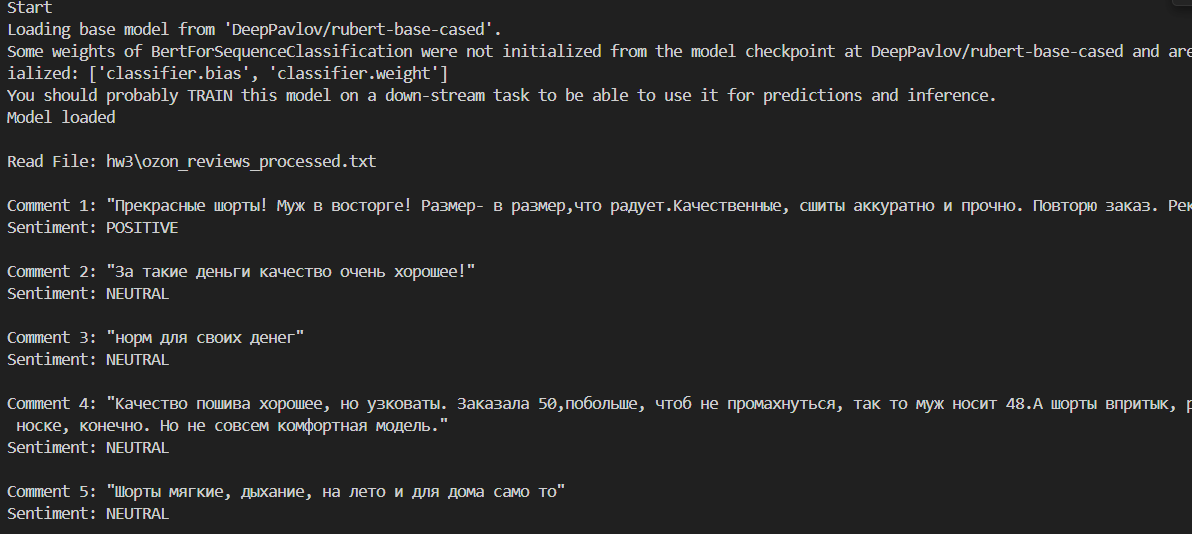 Start
Loading base model from 'DeepPavlov/rubert-base-cased'.
Some weights of BertForSequenceClassification were not initialized from the model checkpoint at DeepPavlov/rubert-base-cased and are
ialized: ['classifier.bias', 'classifier.weight']
You should probably TRAIN this model on a down-stream task to be able to use it for predictions and inference.
Model loaded
Read File: hw3\ozon_reviews_processed.txt
Comment 1: "Прекрасные шорты! Муж в восторге! Размер- в размер,что радует.Качественные, сшиты аккуратно и прочно. Повторю заказ. Рек
Sentiment: POSITIVE
Comment 2: "За такие деньги качество очень хорошее!"
Sentiment: NEUTRAL
Comment 3: "норм для своих денег"
Sentiment: NEUTRAL
Comment 4: "Качество пошива хорошее, но узковаты. Заказала 50,побольше, чтоб не промахнуться, так то муж носит 48.А шорты впритык,
носке, конечно. Но не совсем комфортная модель."
Sentiment: NEUTRAL
Comment 5: "Шорты мягкие, дыхание, на лето и для дома само то"
Sentiment: NEUTRAL